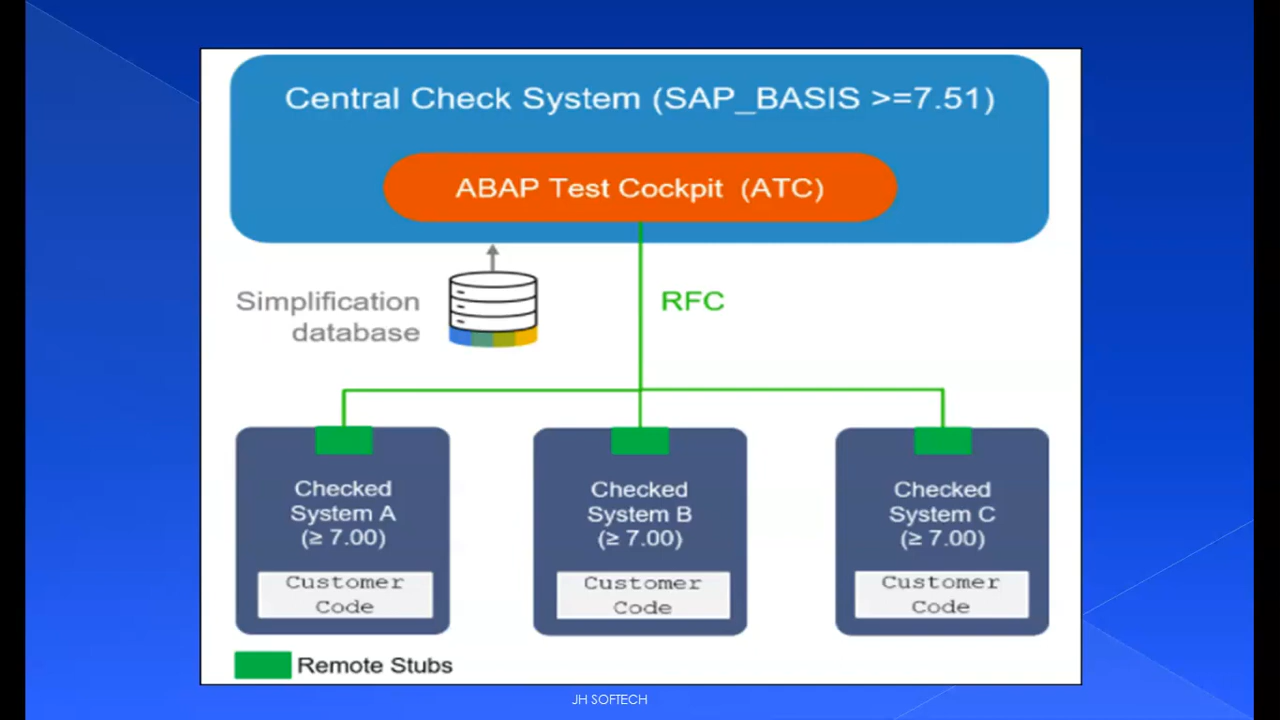 Central Check System (SAP_BASIS >=7.51)
ABAP Test Cockpit (ATC)
Simplification
database
RFC
Checked
System A
(≥ 7.00)
Customer
Code
Checked
System B
(≥ 7.00)
Customer
Code
Checked
System C
(≥ 7.00)
Customer
Code
Remote Stubs
JH SOFTECH